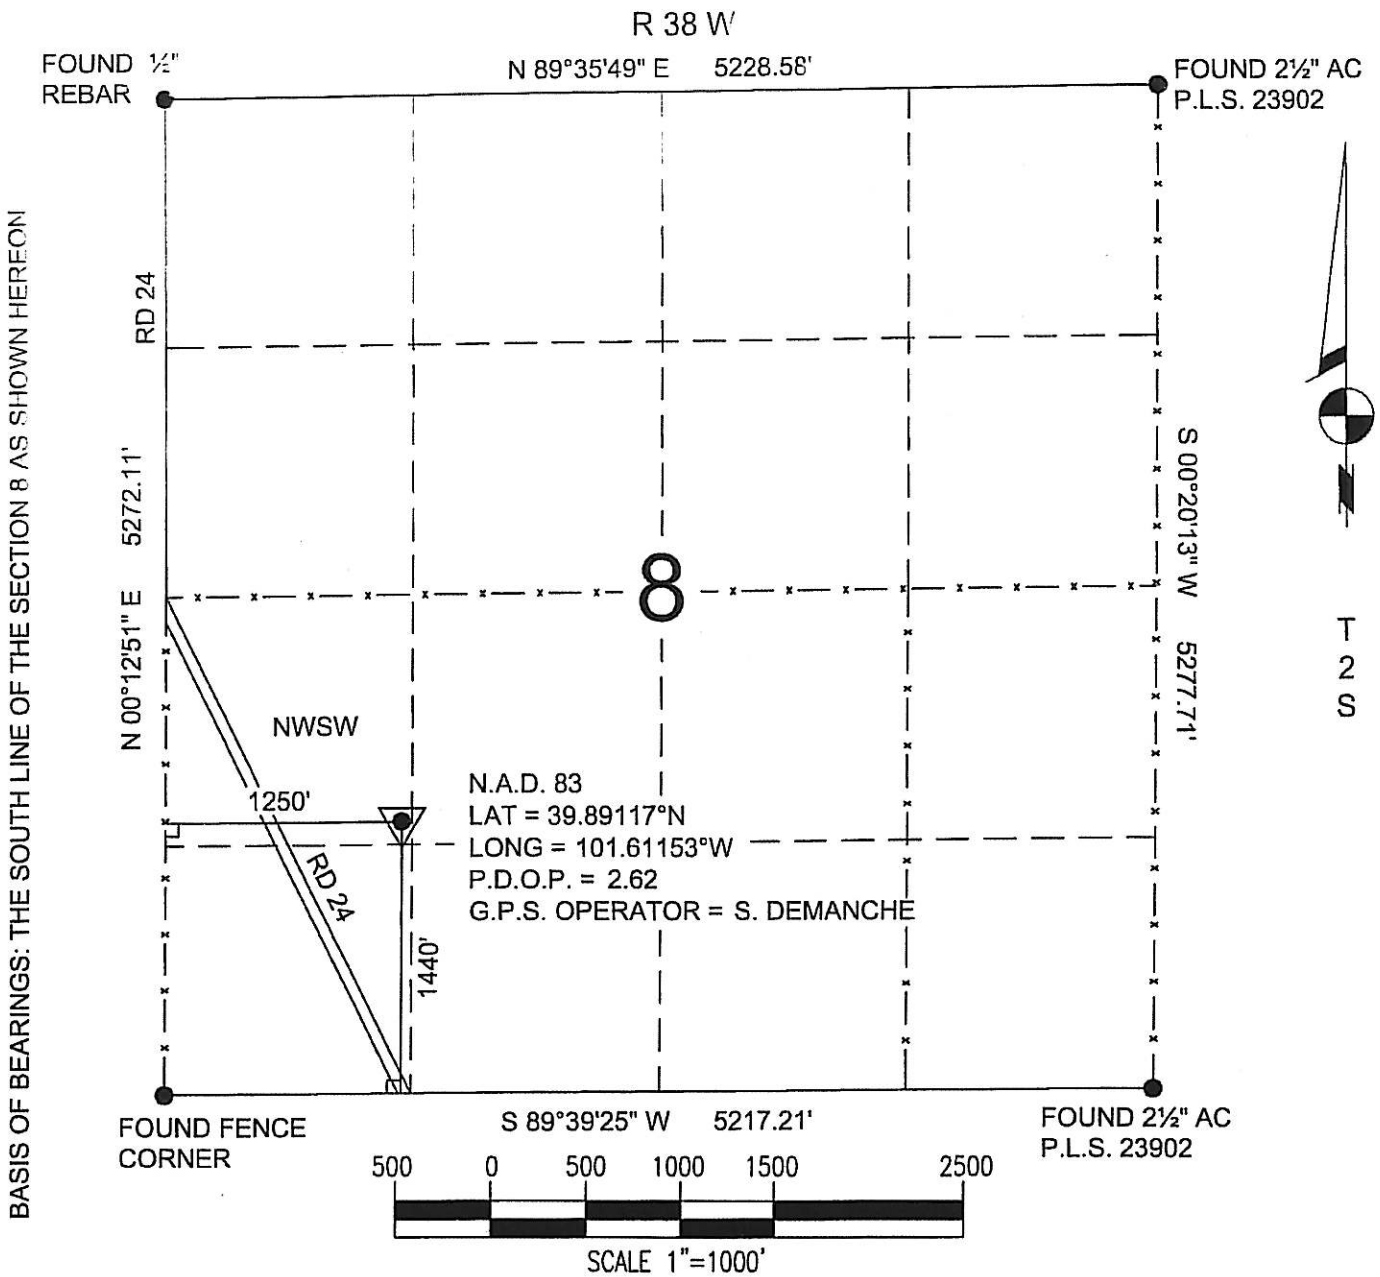 R 38 W
FOUND ½"
REBAR
N 89°35'49" E 5228.58'
FOUND 2½" AC
P.L.S. 23902
BASIS OF BEARINGS: THE SOUTH LINE OF THE SECTION 8 AS SHOWN HEREON
RD 24
N 00°12'51" E 5272.11'
8
S 00°20'13" W 5277.71'
N
T
2
S
NWSW
1250'
RD 24
N.A.D. 83
LAT = 39.89117°N
LONG = 101.61153°W
P.D.O.P. = 2.62
G.P.S. OPERATOR = S. DEMANCHE
1440'
FOUND FENCE
CORNER
S 89°39'25" W 5217.21'
FOUND 2½" AC
P.L.S. 23902
500 0 500 1000 1500 2500
SCALE 1"=1000'